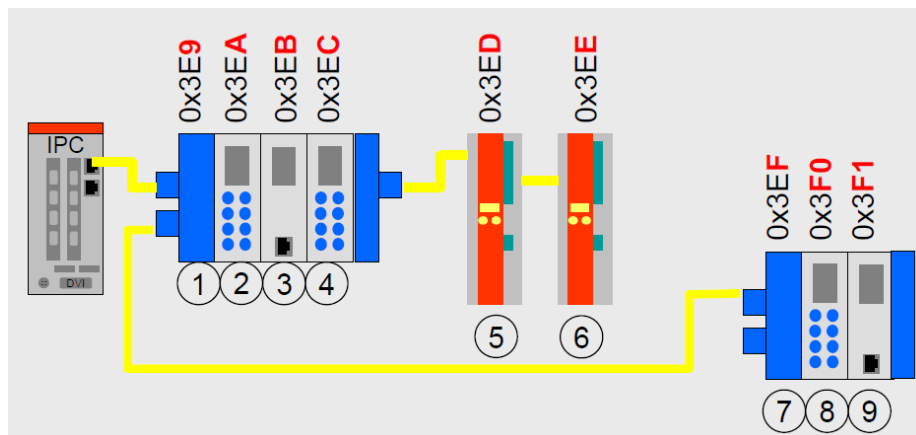 0x3E9
0x3EA
0x3EB
0x3EC
0x3ED
0x3EE
IPC
DVI
0x3EF
0x3F0
0x3F1
1
2
3
4
5
6
7
8
9